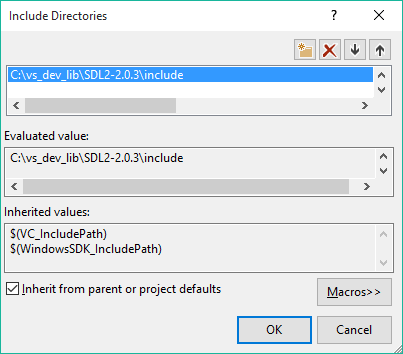 Include Directories
C:\vs_dev_lib\SDL2-2.0.3\include
Evaluated value:
C:\vs_dev_lib\SDL2-2.0.3\include
Inherited values:
$(VC_IncludePath)
$(WindowsSDK_IncludePath)
Inherit from parent or project defaults
Macros>>
OK Cancel